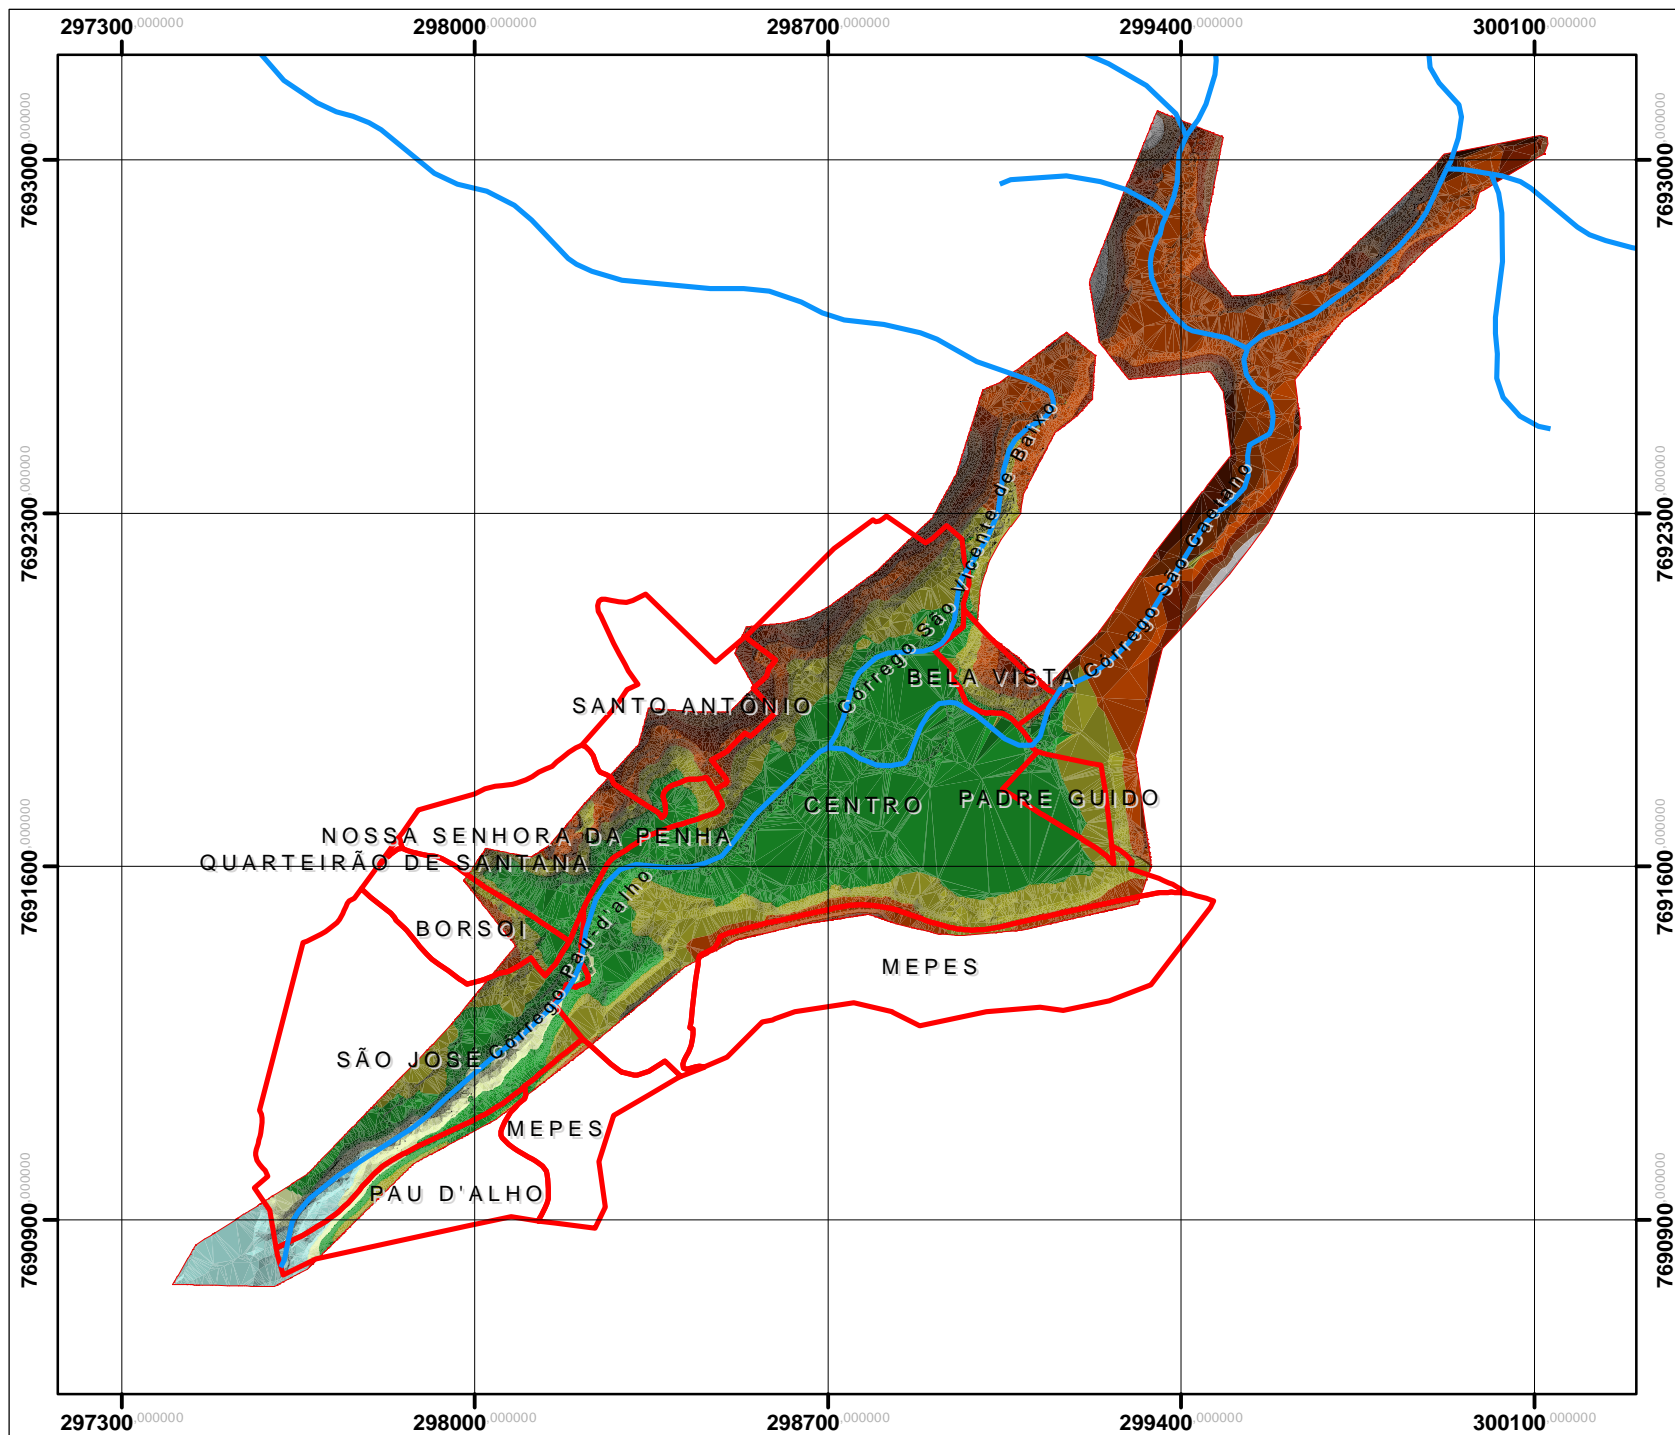 297300,000000 298000,000000 298700,000000 299400,000000 300100,000000
7693000,000000 7693000,000000
Córrego São Vicente de Baixo
Córrego São Caetano
7692300,000000 7692300,000000
BELA VISTA
SANTO ANTÔNIO
PADRE GUIDO
CENTRO
NOSSA SENHORA DA PENHA
QUARTEIRÃO DE SANTANA
7691600,000000 7691600,000000
Córrego Pau-d'alho
BORSOI
MEPES
SÃO JOSÉ
MEPES
PAU D'ALHO
7690900,000000 7690900,000000
297300,000000 298000,000000 298700,000000 299400,000000 300100,000000